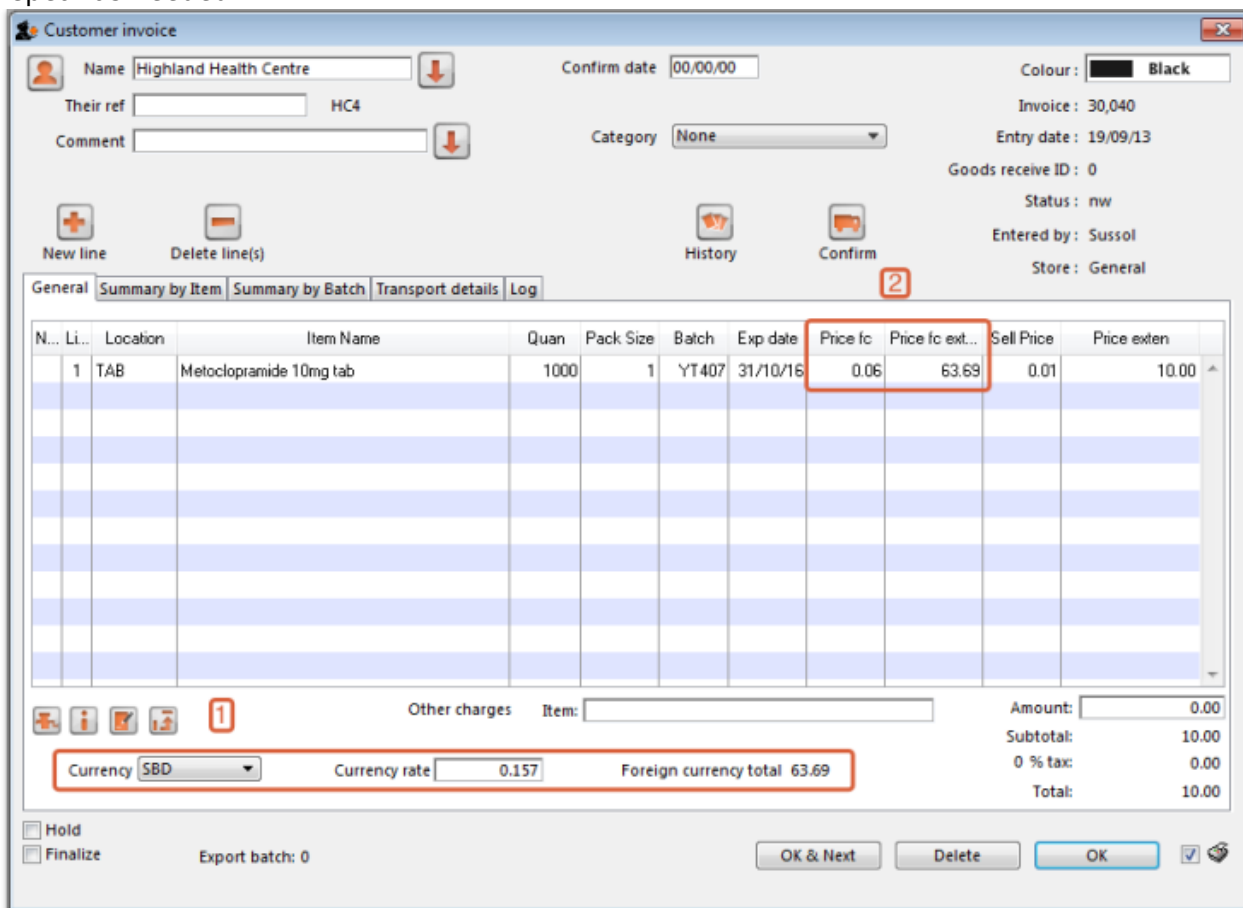 Customer invoice
Name Highland Health Centre
Confirm date 00/00/00
Colour : Black
Their ref HC4
Invoice : 30,040
Comment
Category None
Entry date : 19/09/13
Goods receive ID : 0
Status : nw
New line Delete line(s) History Confirm
Entered by : Sussol
Store : General
General Summary by Item Summary by Batch Transport details Log
2
N... Li... Location Item Name Quan Pack Size Batch Exp date Price fc Price fc ext... Sell Price Price exten
1 TAB Metoclopramide 10mg tab 1000 1 YT407 31/10/16 0.06 63.69 0.01 10.00
1
Other charges Item: Amount: 0.00
Subtotal: 10.00
Currency SBD Currency rate 0.157 Foreign currency total 63.69
0 % tax: 0.00
Total: 10.00
Hold
Finalize Export batch: 0 OK & Next Delete OK